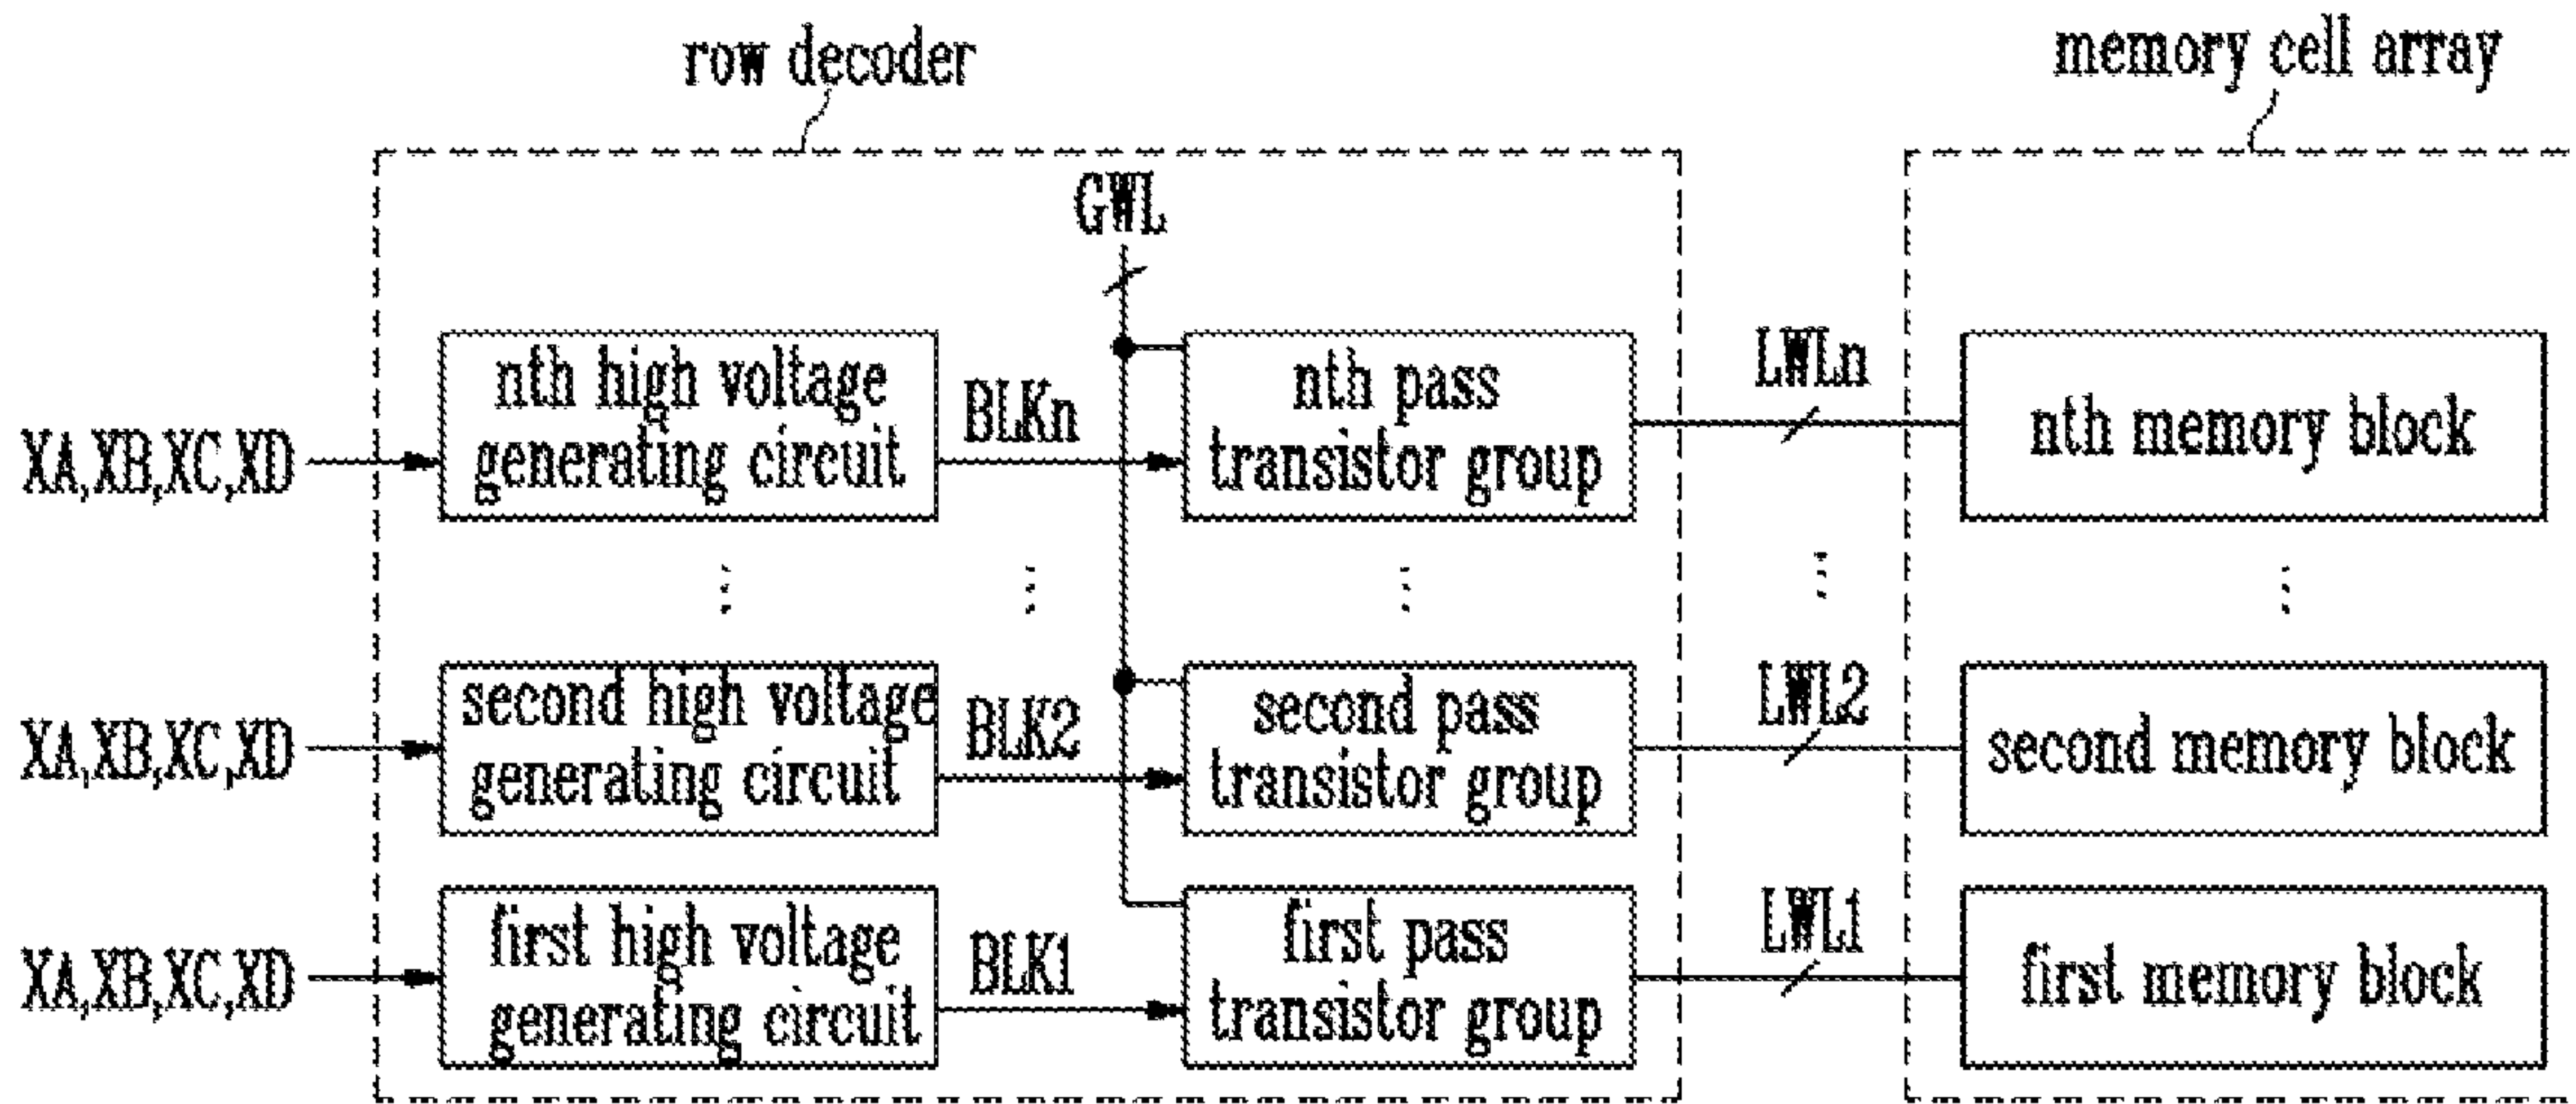 row decoder
memory cell array
GWL
XA,XB,XC,XD
nth high voltage
generating circuit
BLKn
nth pass
transistor group
LWLn
nth memory block
XA,XB,XC,XD
second high voltage
generating circuit
BLK2
second pass
transistor group
LWL2
second memory block
XA,XB,XC,XD
first high voltage
generating circuit
BLK1
first pass
transistor group
LWL1
first memory block